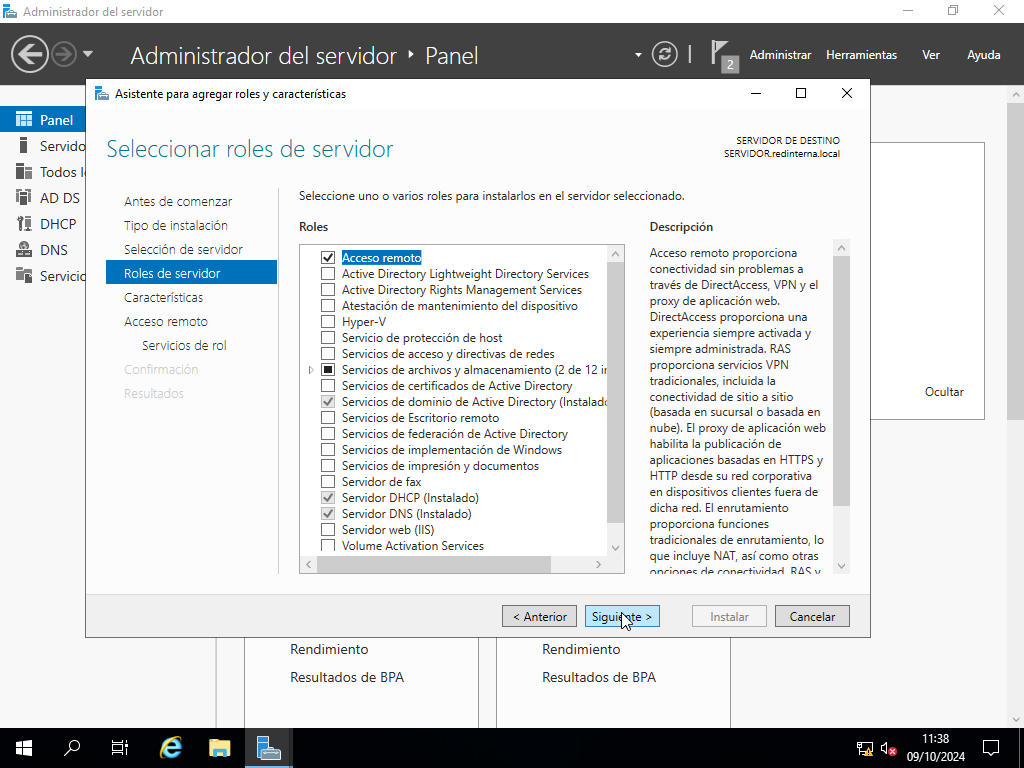 Administrador del servidor
Administrador del servidor ‣ Panel
2
Administrar
Herramientas
Ver
Ayuda
Panel
Servido
Todos l
AD DS
DHCP
DNS
Servicio
Asistente para agregar roles y características
Seleccionar roles de servidor
SERVIDOR DE DESTINO
SERVIDOR.redinterna.local
Antes de comenzar
Tipo de instalación
Selección de servidor
Roles de servidor
Características
Acceso remoto
Servicios de rol
Confirmación
Resultados
Seleccione uno o varios roles para instalarlos en el servidor seleccionado.
Roles
Acceso remoto
Active Directory Lightweight Directory Services
Active Directory Rights Management Services
Atestación de mantenimiento del dispositivo
Hyper-V
Servicio de protección de host
Servicios de acceso y directivas de redes
Servicios de archivos y almacenamiento (2 de 12 in
Servicios de certificados de Active Directory
Servicios de dominio de Active Directory (Instalado
Servicios de Escritorio remoto
Servicios de federación de Active Directory
Servicios de implementación de Windows
Servicios de impresión y documentos
Servidor de fax
Servidor DHCP (Instalado)
Servidor DNS (Instalado)
Servidor web (IIS)
Volume Activation Services
Descripción
Acceso remoto proporciona
conectividad sin problemas a
través de DirectAccess, VPN y el
proxy de aplicación web.
DirectAccess proporciona una
experiencia siempre activada y
siempre administrada. RAS
proporciona servicios VPN
tradicionales, incluida la
conectividad de sitio a sitio
(basada en sucursal o basada en
nube). El proxy de aplicación web
habilita la publicación de
aplicaciones basadas en HTTPS y
HTTP desde su red corporativa
en dispositivos clientes fuera de
dicha red. El enrutamiento
proporciona funciones
tradicionales de enrutamiento, lo
que incluye NAT, así como otras
opciones de conectividad. RAS y
Ocultar
< Anterior
Siguiente >
Instalar
Cancelar
Rendimiento
Resultados de BPA
Rendimiento
Resultados de BPA
11:38
09/10/2024